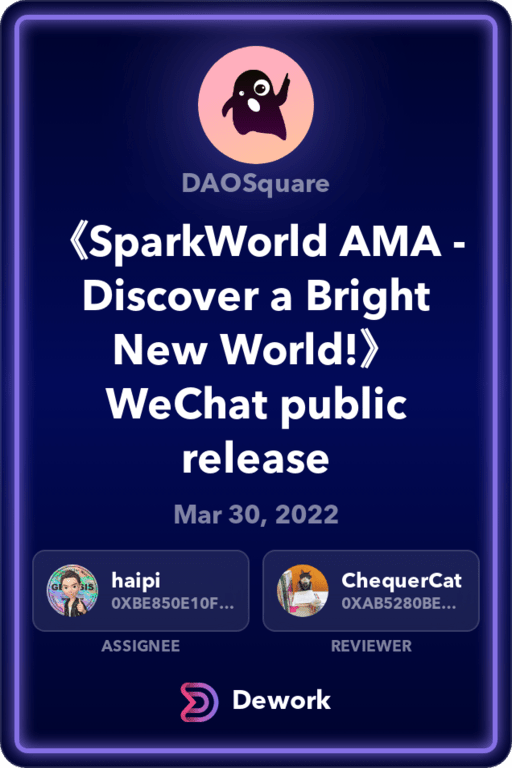 DAOSquare
《SparkWorld AMA -
Discover a Bright
New World!》
WeChat public
release
Mar 30, 2022
haipi
0XBE850E10F...
ChequerCat
0XAB5280BE...
ASSIGNEE
REVIEWER
Dework